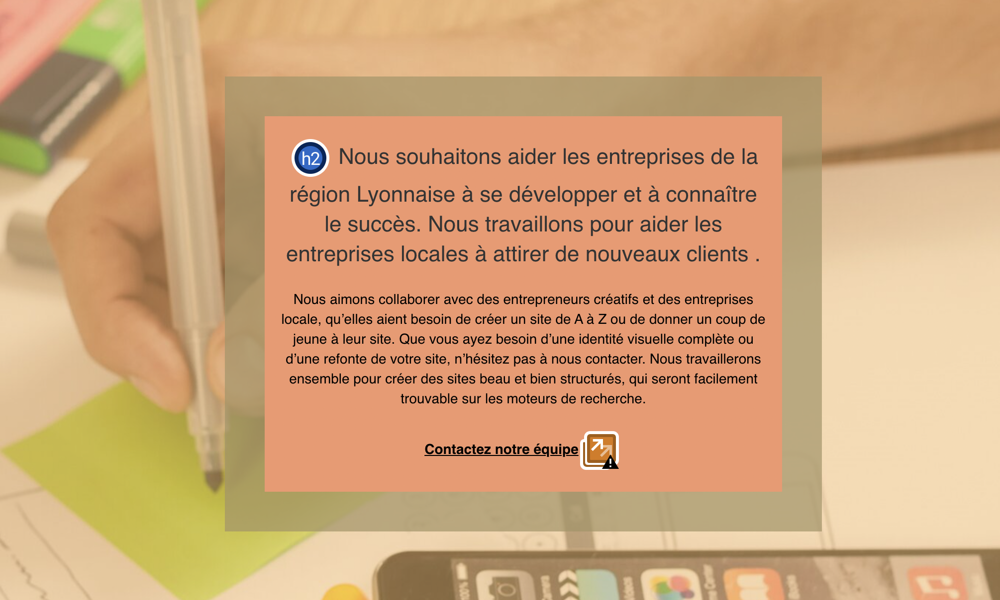 h2 Nous souhaitons aider les entreprises de la
région Lyonnaise à se développer et à connaître
le succès. Nous travaillons pour aider les
entreprises locales à attirer de nouveaux clients .
Nous aimons collaborer avec des entrepreneurs créatifs et des entreprises
locale, qu’elles aient besoin de créer un site de A à Z ou de donner un coup de
jeune à leur site. Que vous ayez besoin d’une identité visuelle complète ou
d’une refonte de votre site, n’hésitez pas à nous contacter. Nous travaillerons
ensemble pour créer des sites beau et bien structurés, qui seront facilement
trouvable sur les moteurs de recherche.
Contactez notre équipe
100%